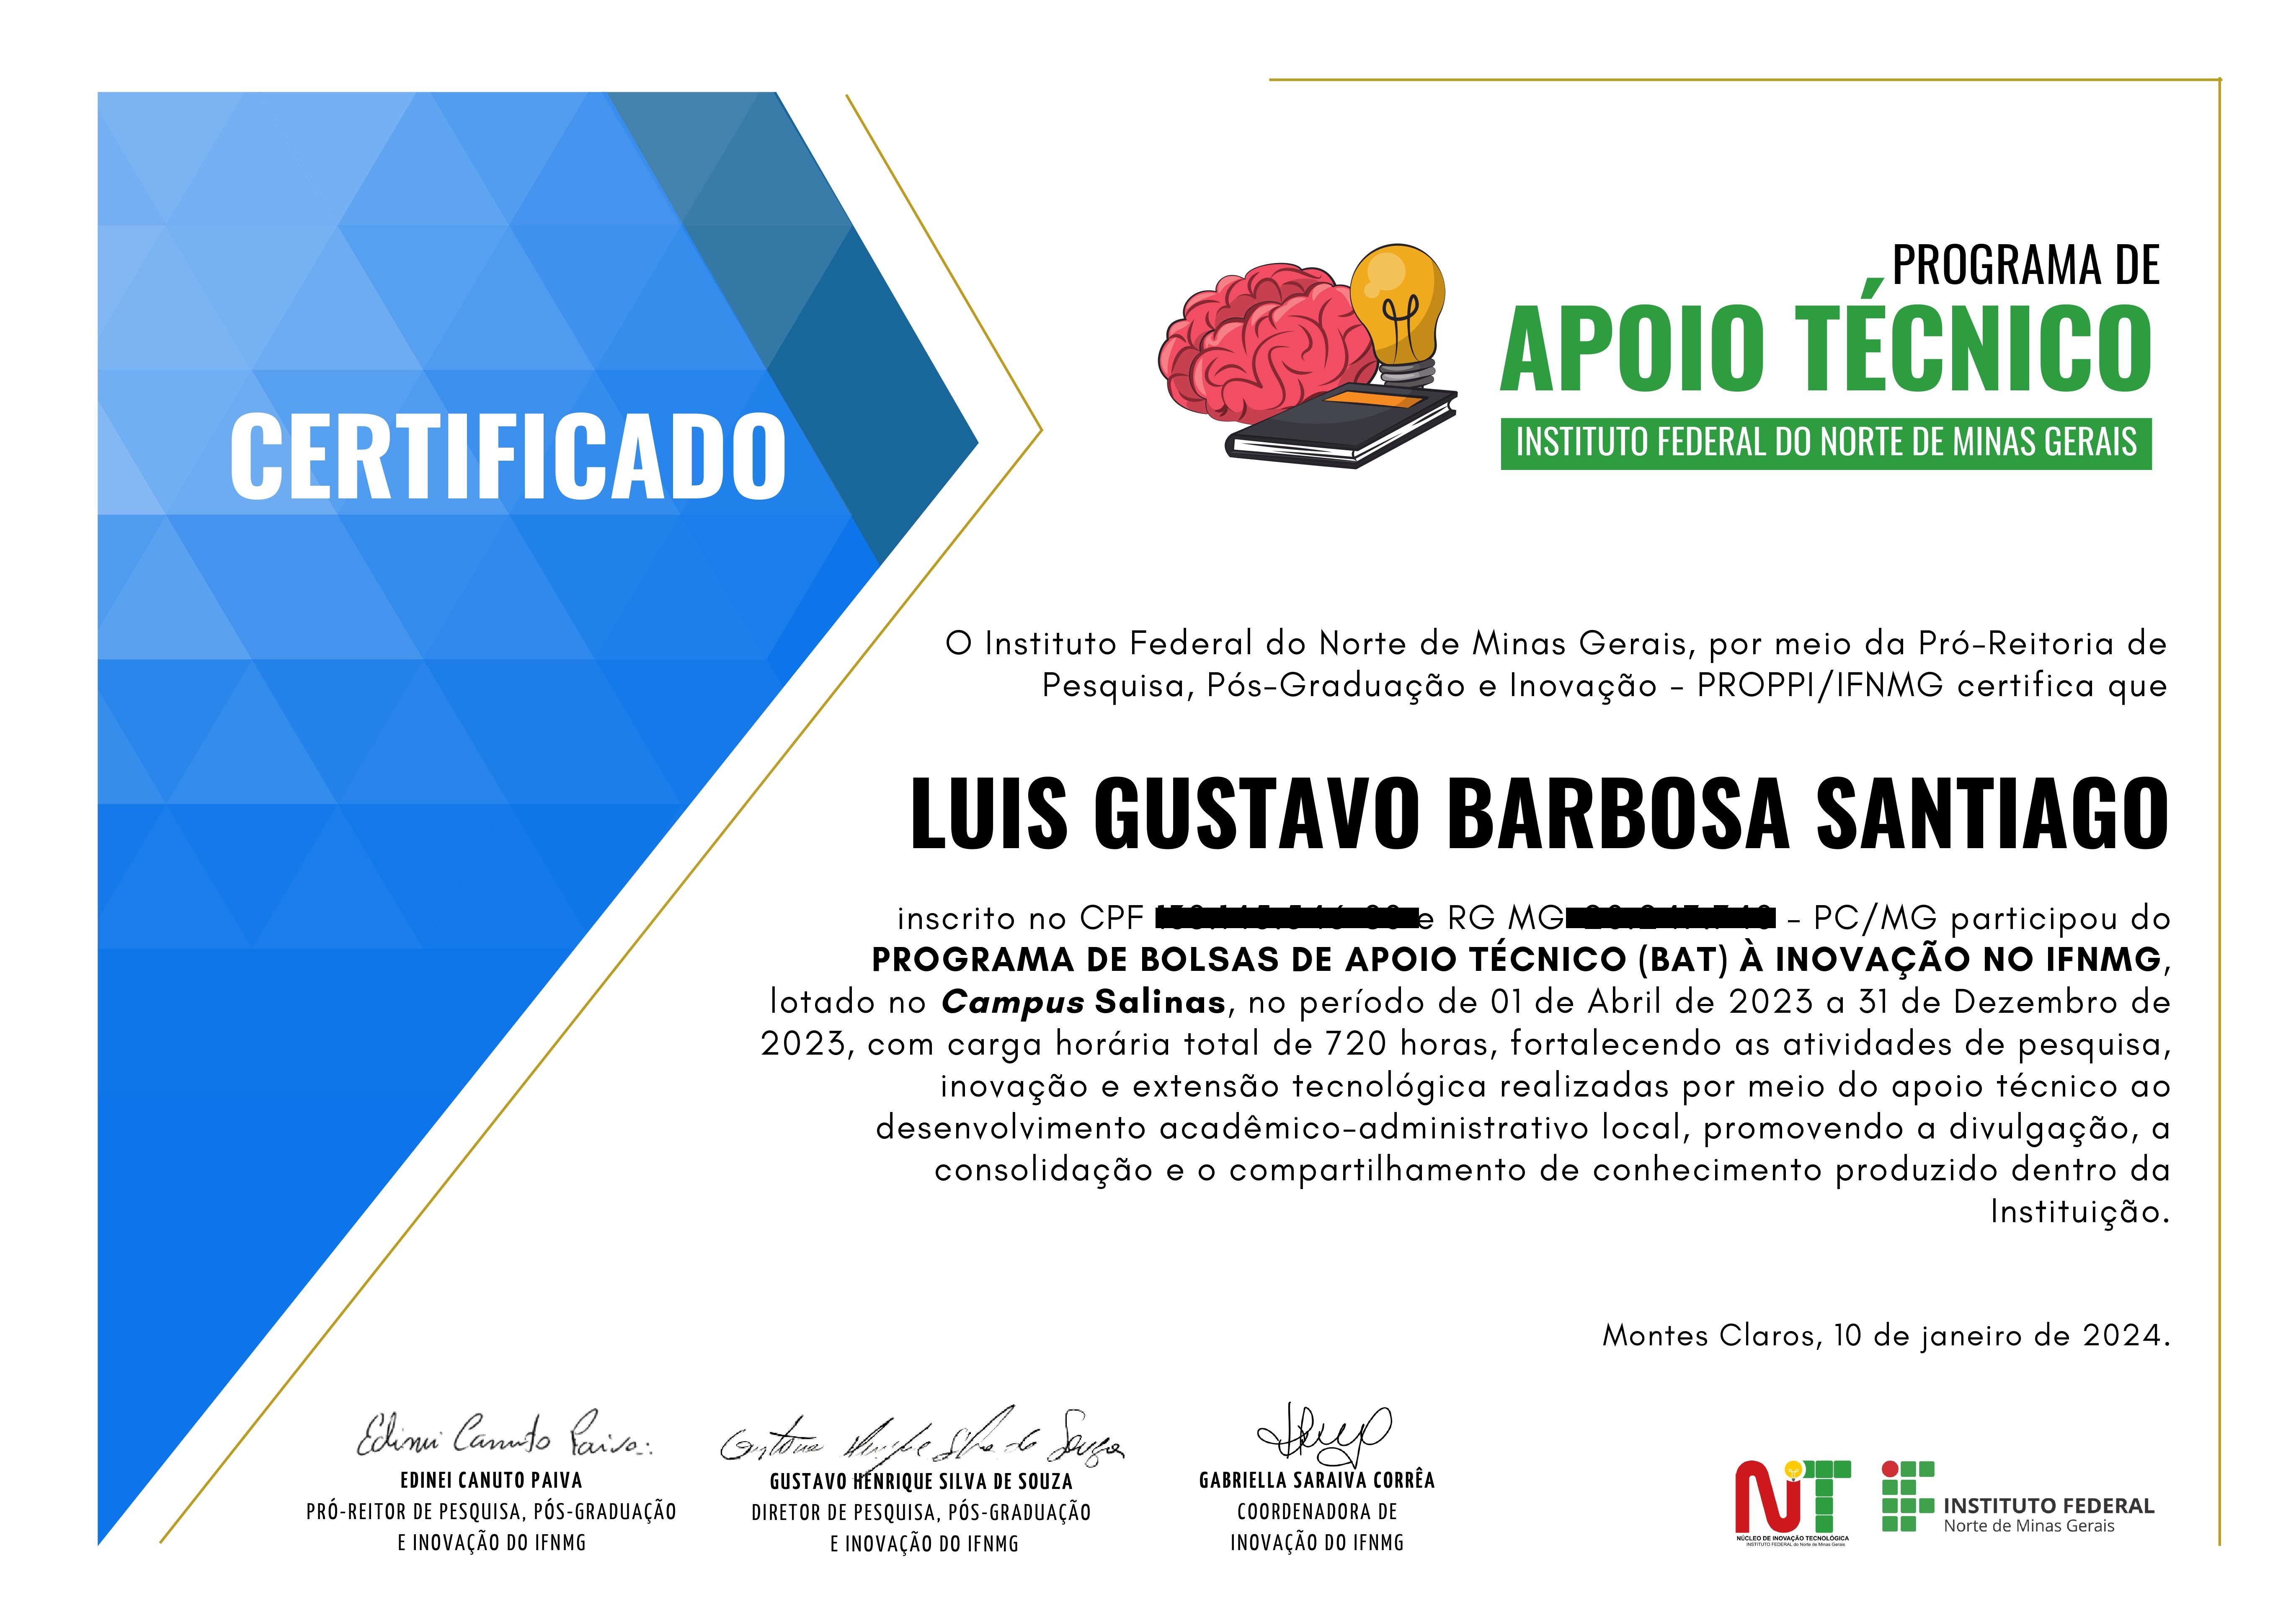 CERTIFICADO
PROGRAMA DE
APOIO TÉCNICO
INSTITUTO FEDERAL DO NORTE DE MINAS GERAIS
O Instituto Federal do Norte de Minas Gerais, por meio da Pró-Reitoria de
Pesquisa, Pós-Graduação e Inovação - PROPPI/IFNMG certifica que
LUIS GUSTAVO BARBOSA SANTIAGO
inscrito no CPF e RG MG - PC/MG participou do
PROGRAMA DE BOLSAS DE APOIO TÉCNICO (BAT) À INOVAÇÃO NO IFNMG,
lotado no Campus Salinas, no período de 01 de Abril de 2023 a 31 de Dezembro de
2023, com carga horária total de 720 horas, fortalecendo as atividades de pesquisa,
inovação e extensão tecnológica realizadas por meio do apoio técnico ao
desenvolvimento acadêmico-administrativo local, promovendo a divulgação, a
consolidação e o compartilhamento de conhecimento produzido dentro da
Instituição.
Montes Claros, 10 de janeiro de 2024.
Edinei Canuto Paiva
EDINEI CANUTO PAIVA
PRÓ-REITOR DE PESQUISA, PÓS-GRADUAÇÃO
E INOVAÇÃO DO IFNMG
Gustavo Henrique Silva de Souza
GUSTAVO HENRIQUE SILVA DE SOUZA
DIRETOR DE PESQUISA, PÓS-GRADUAÇÃO
E INOVAÇÃO DO IFNMG
GABRIELLA SARAIVA CORRÊA
COORDENADORA DE
INOVAÇÃO DO IFNMG
NIT
NÚCLEO DE INOVAÇÃO TECNOLÓGICA
INSTITUTO FEDERAL do Norte de Minas Gerais
INSTITUTO FEDERAL
Norte de Minas Gerais